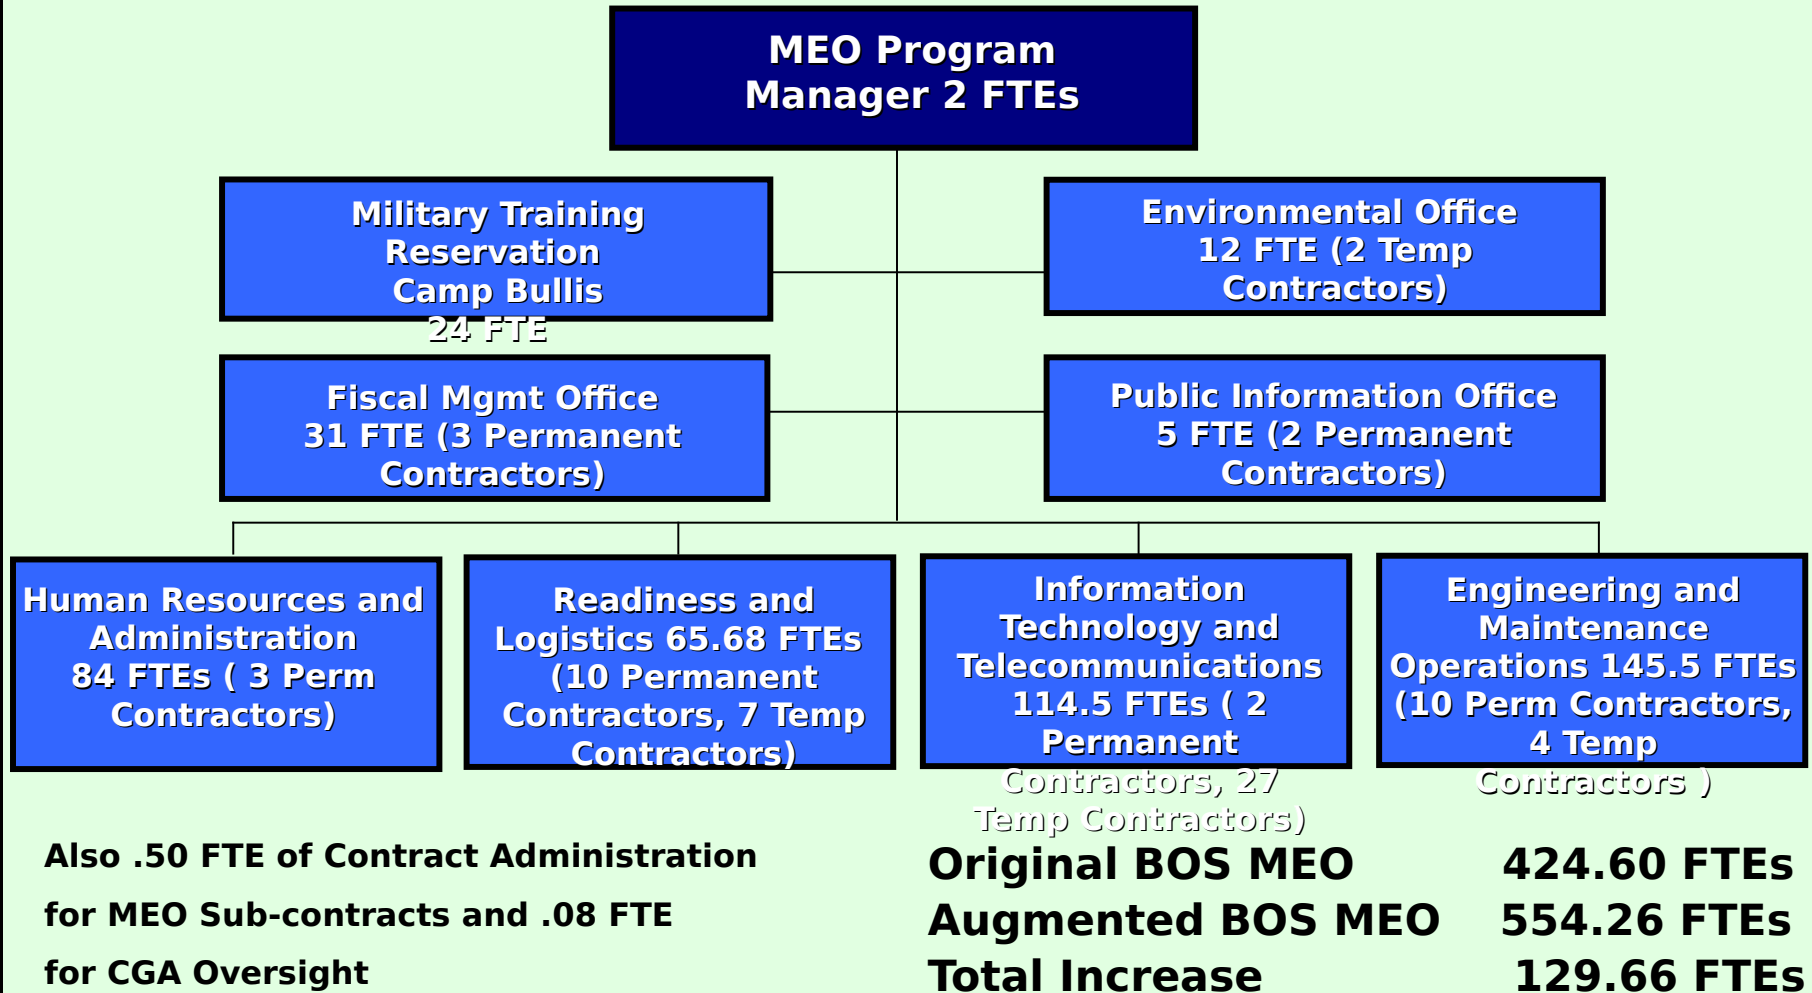 MEO Program
Manager 2 FTEs
Military Training
Reservation
Camp Bullis
24 FTE
Environmental Office
12 FTE (2 Temp
Contractors)
Fiscal Mgmt Office
31 FTE (3 Permanent
Contractors)
Public Information Office
5 FTE (2 Permanent
Contractors)
Human Resources and
Administration
84 FTEs ( 3 Perm
Contractors)
Readiness and
Logistics 65.68 FTEs
(10 Permanent
Contractors, 7 Temp
Contractors)
Information
Technology and
Telecommunications
114.5 FTEs ( 2
Permanent
Contractors, 27
Temp Contractors)
Engineering and
Maintenance
Operations 145.5 FTEs
(10 Perm Contractors,
4 Temp
Contractors )
Also .50 FTE of Contract Administration
for MEO Sub-contracts and .08 FTE
for CGA Oversight
Original BOS MEO 424.60 FTEs
Augmented BOS MEO 554.26 FTEs
Total Increase 129.66 FTEs